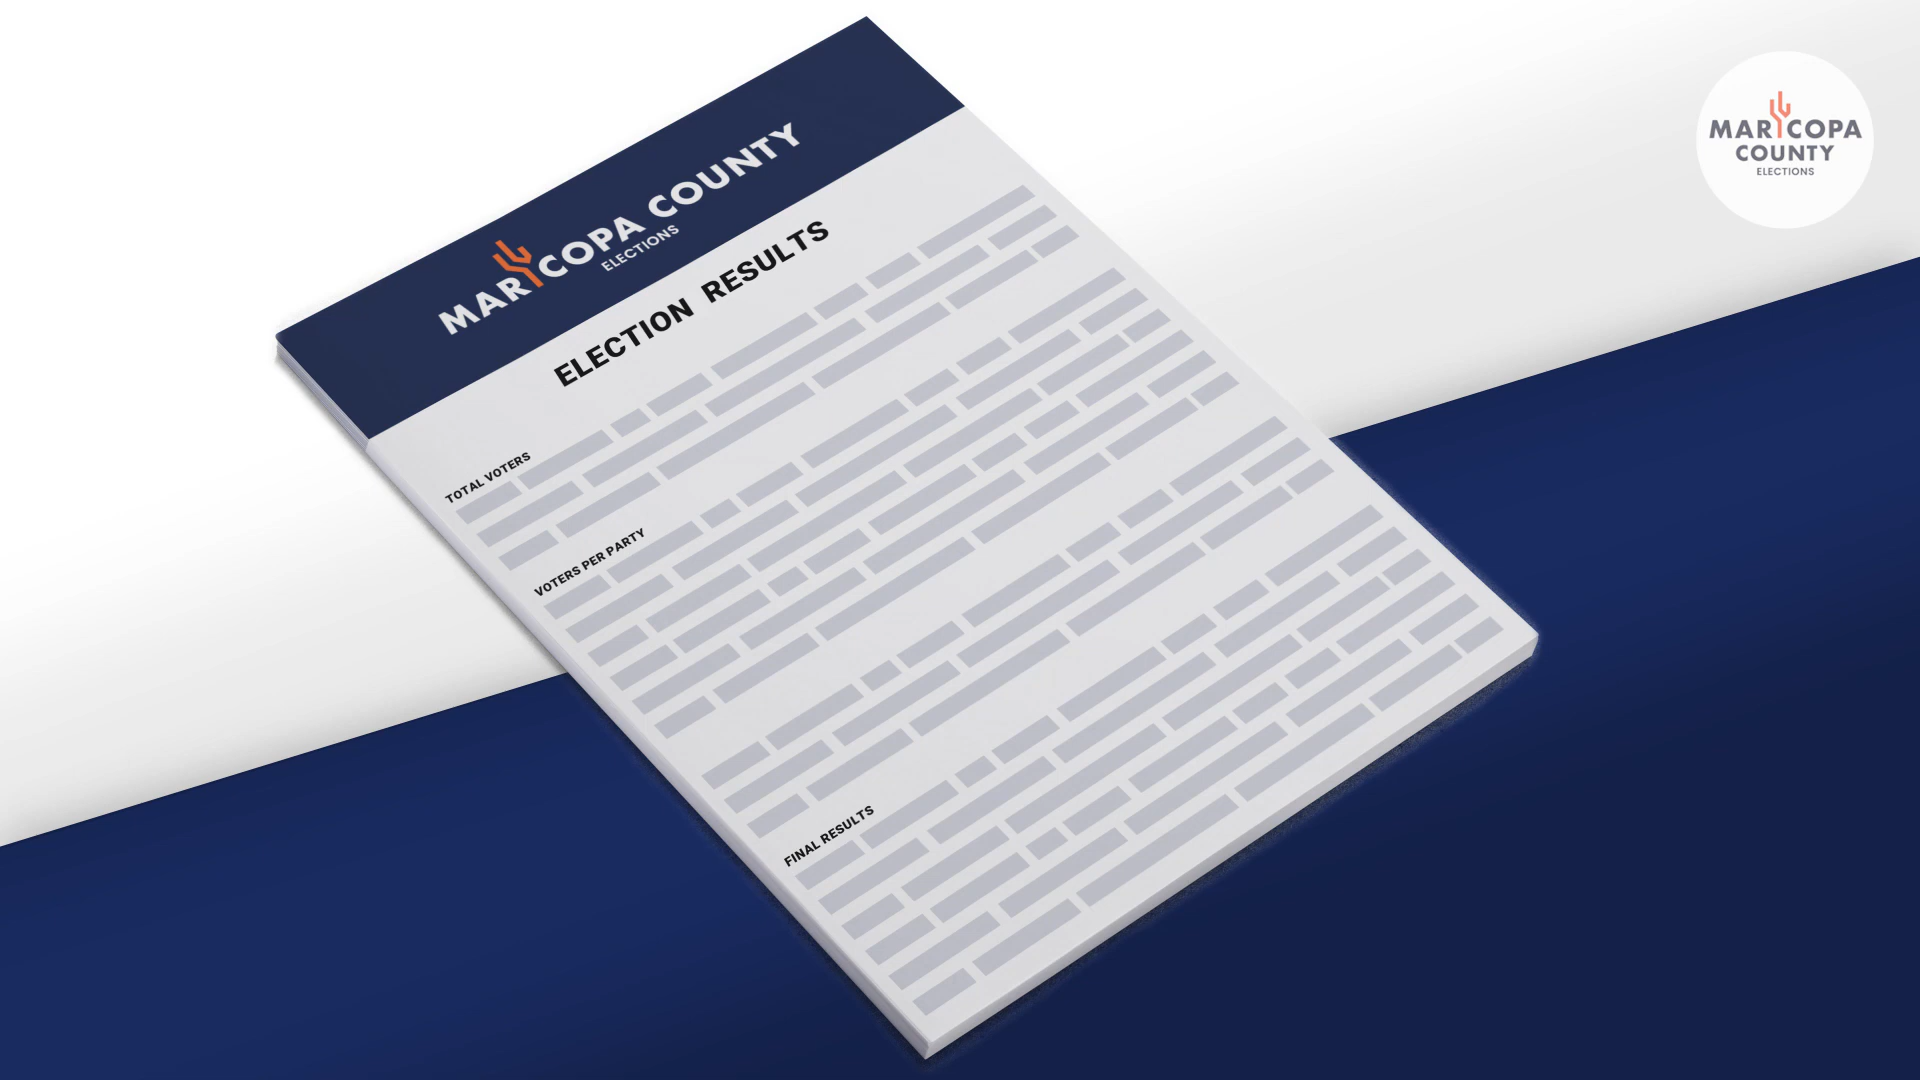 MARICOPA COUNTY
ELECTIONS
ELECTION RESULTS
TOTAL VOTERS
VOTERS PER PARTY
FINAL RESULTS
MARICOPA
COUNTY
ELECTIONS